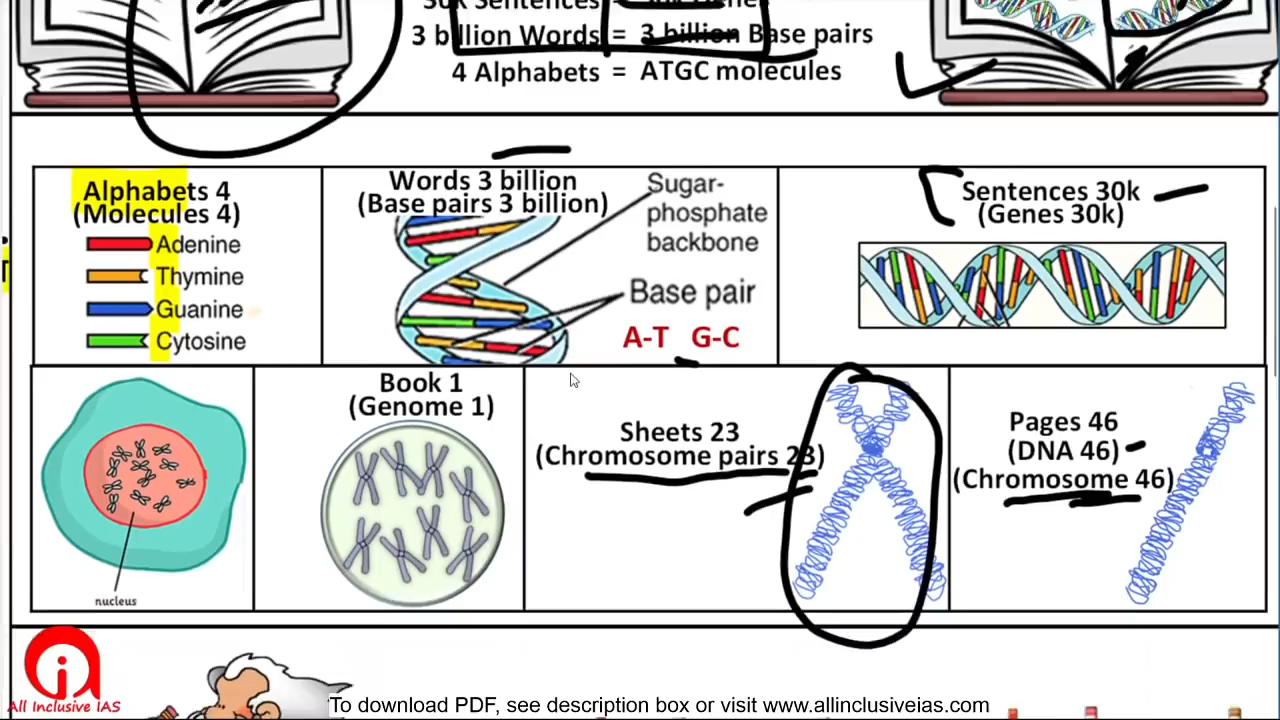 3 billion Words = 3 billion Base pairs
4 Alphabets = ATGC molecules
Alphabets 4
(Molecules 4)
Adenine
Thymine
Guanine
Cytosine
Words 3 billion
(Base pairs 3 billion)
Sugar-
phosphate
backbone
Base pair
A-T G-C
Sentences 30k
(Genes 30k)
nucleus
Book 1
(Genome 1)
Sheets 23
(Chromosome pairs 23)
Pages 46
(DNA 46)
(Chromosome 46)
All Inclusive IAS
To download PDF, see description box or visit www.allinclusiveias.com